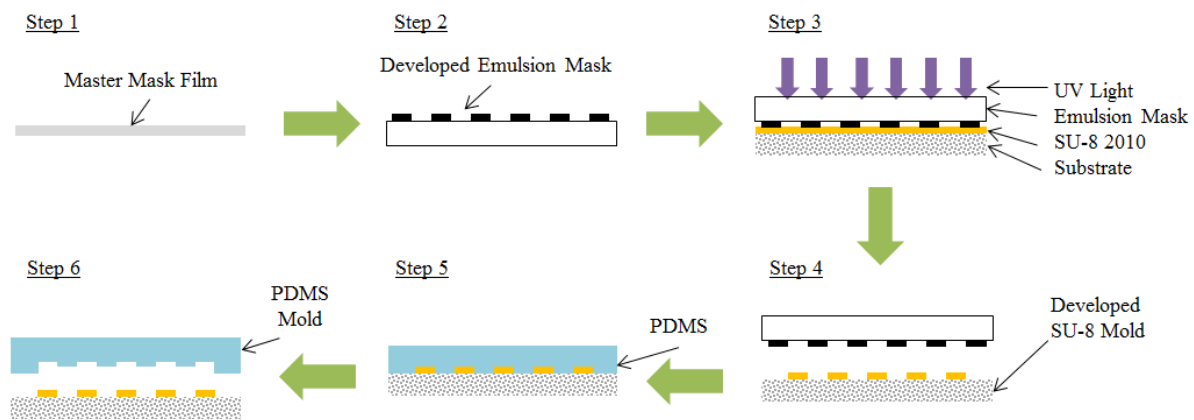 Step 1
Master Mask Film
Step 2
Developed Emulsion Mask
Step 3
UV Light
Emulsion Mask
SU-8 2010
Substrate
Step 4
Developed
SU-8 Mold
Step 5
PDMS
Step 6
PDMS
Mold